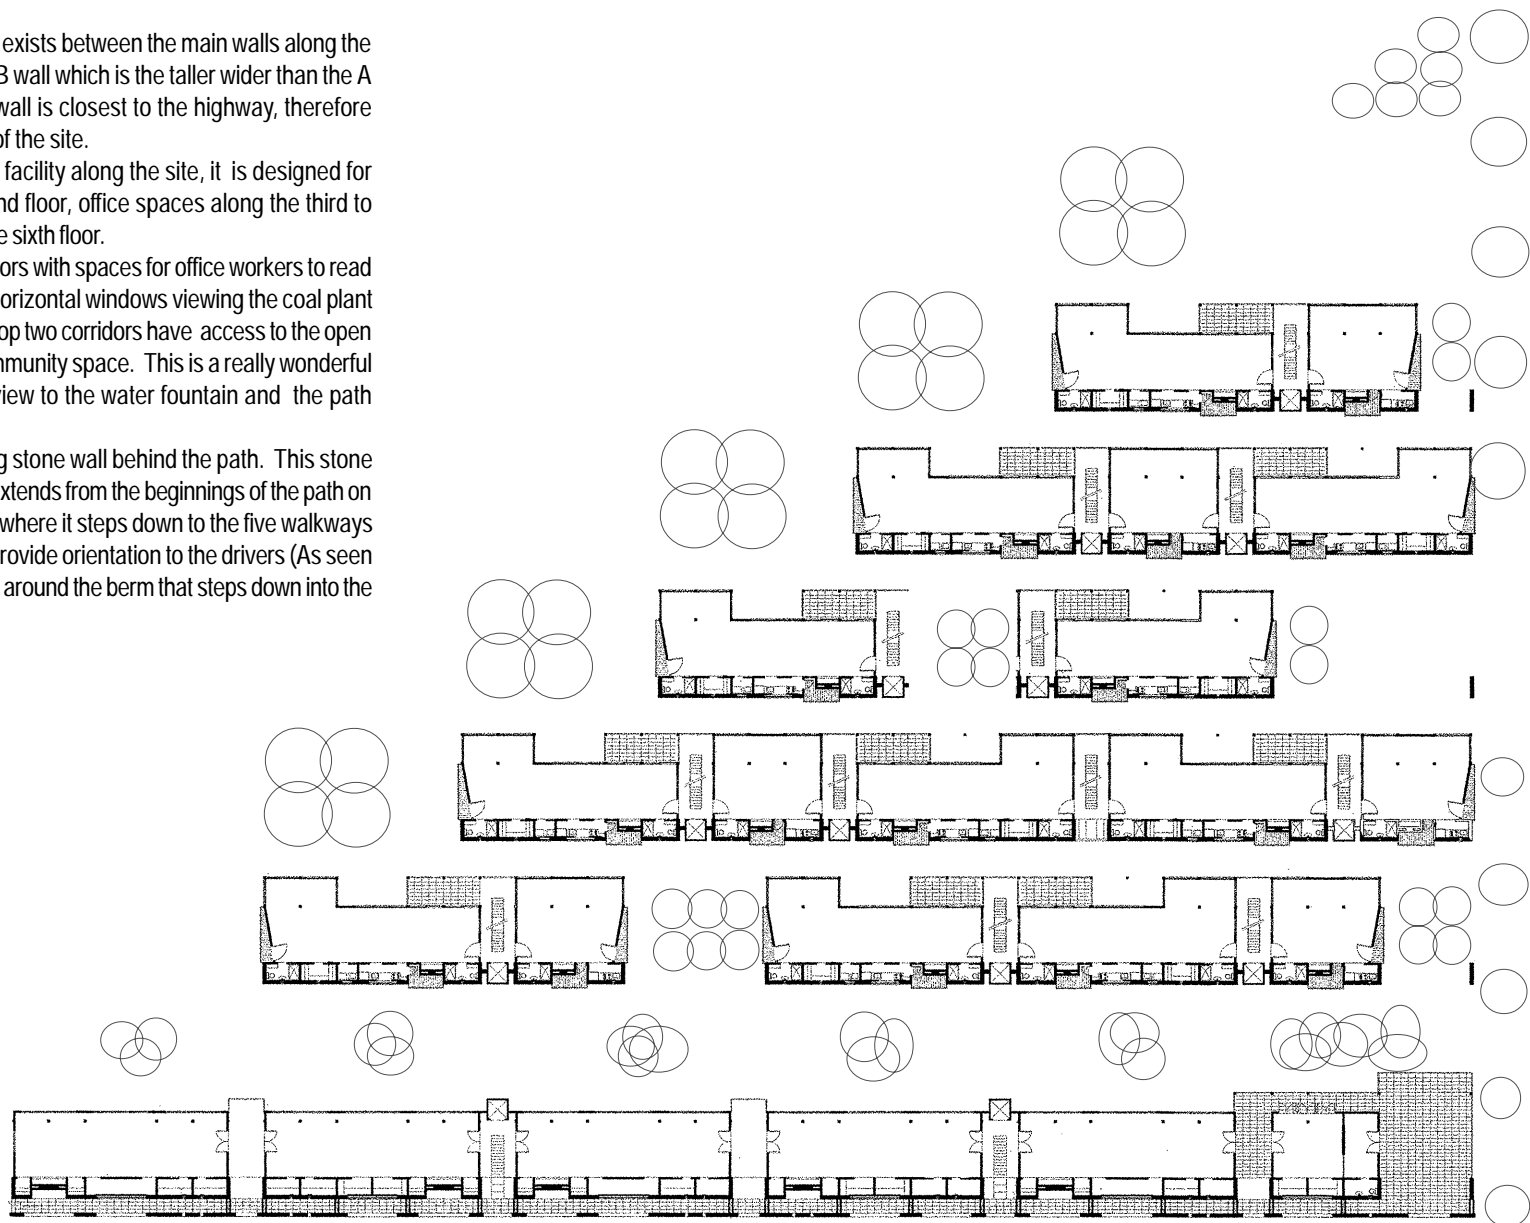 exists between the main walls along the
B wall which is the taller wider than the A
wall is closest to the highway, therefore
of the site.
facility along the site, it is designed for
nd floor, office spaces along the third to
e sixth floor.
ors with spaces for office workers to read
orizontal windows viewing the coal plant
op two corridors have access to the open
mmunity space. This is a really wonderful
view to the water fountain and the path
g stone wall behind the path. This stone
xtends from the beginnings of the path on
where it steps down to the five walkways
rovide orientation to the drivers (As seen
around the berm that steps down into the